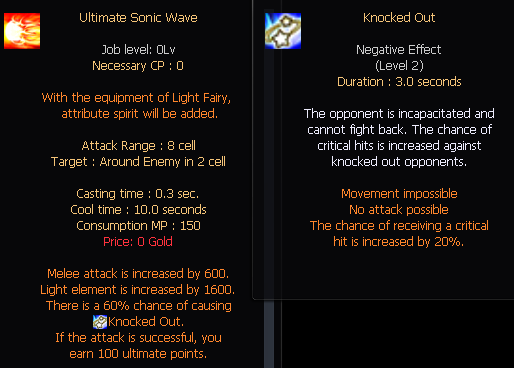 Ultimate Sonic Wave
Job level: 0Lv
Necessary CP : 0
With the equipment of Light Fairy,
attribute spirit will be added.
Attack Range : 8 cell
Target : Around Enemy in 2 cell
Casting time : 0.3 sec.
Cool time : 10.0 seconds
Consumption MP : 150
Price: 0 Gold
Melee attack is increased by 600.
Light element is increased by 1600.
There is a 60% chance of causing
Knocked Out.
If the attack is successful, you
earn 100 ultimate points.
Knocked Out
Negative Effect
(Level 2)
Duration : 3.0 seconds
The opponent is incapacitated and
cannot fight back. The chance of
critical hits is increased against
knocked out opponents.
Movement impossible
No attack possible
The chance of receiving a critical
hit is increased by 20%.